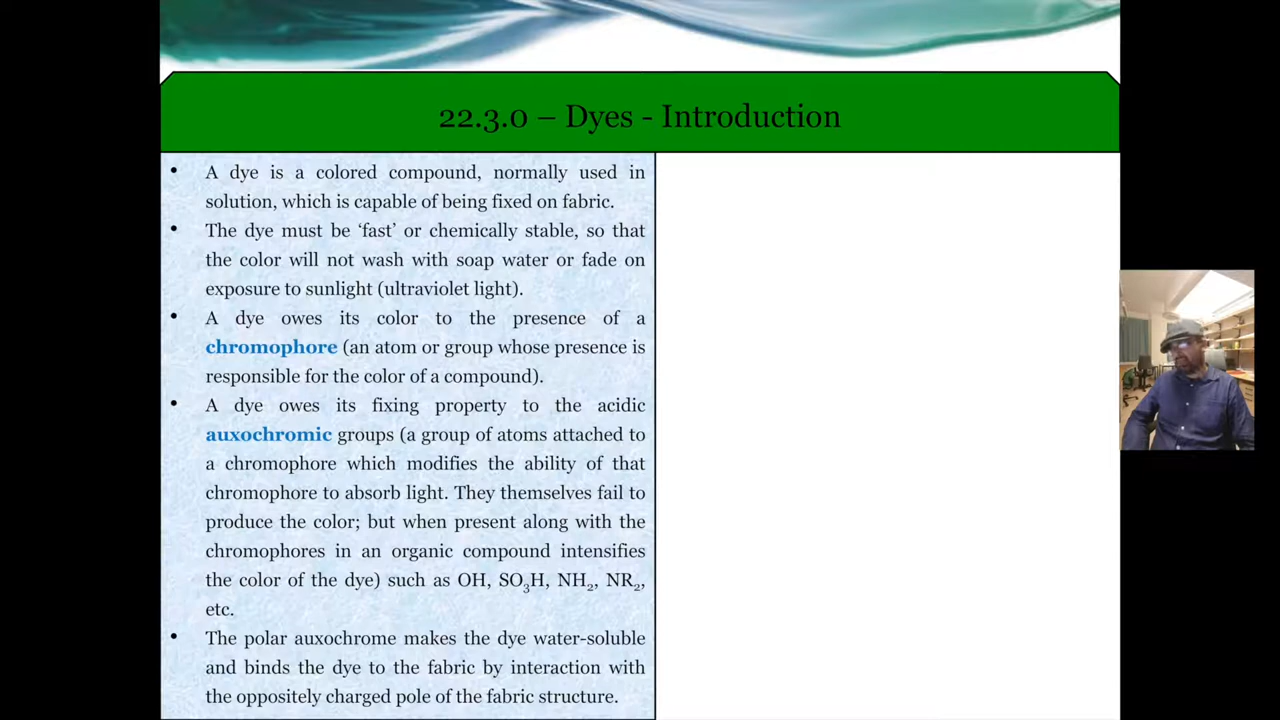 22.3.0 – Dyes - Introduction
• A dye is a colored compound, normally used in
solution, which is capable of being fixed on fabric.
• The dye must be ‘fast’ or chemically stable, so that
the color will not wash with soap water or fade on
exposure to sunlight (ultraviolet light).
• A dye owes its color to the presence of a
chromophore (an atom or group whose presence is
responsible for the color of a compound).
• A dye owes its fixing property to the acidic
auxochromic groups (a group of atoms attached to
a chromophore which modifies the ability of that
chromophore to absorb light. They themselves fail to
produce the color; but when present along with the
chromophores in an organic compound intensifies
the color of the dye) such as OH, SO₃H, NH₂, NR₂,
etc.
• The polar auxochrome makes the dye water-soluble
and binds the dye to the fabric by interaction with
the oppositely charged pole of the fabric structure.